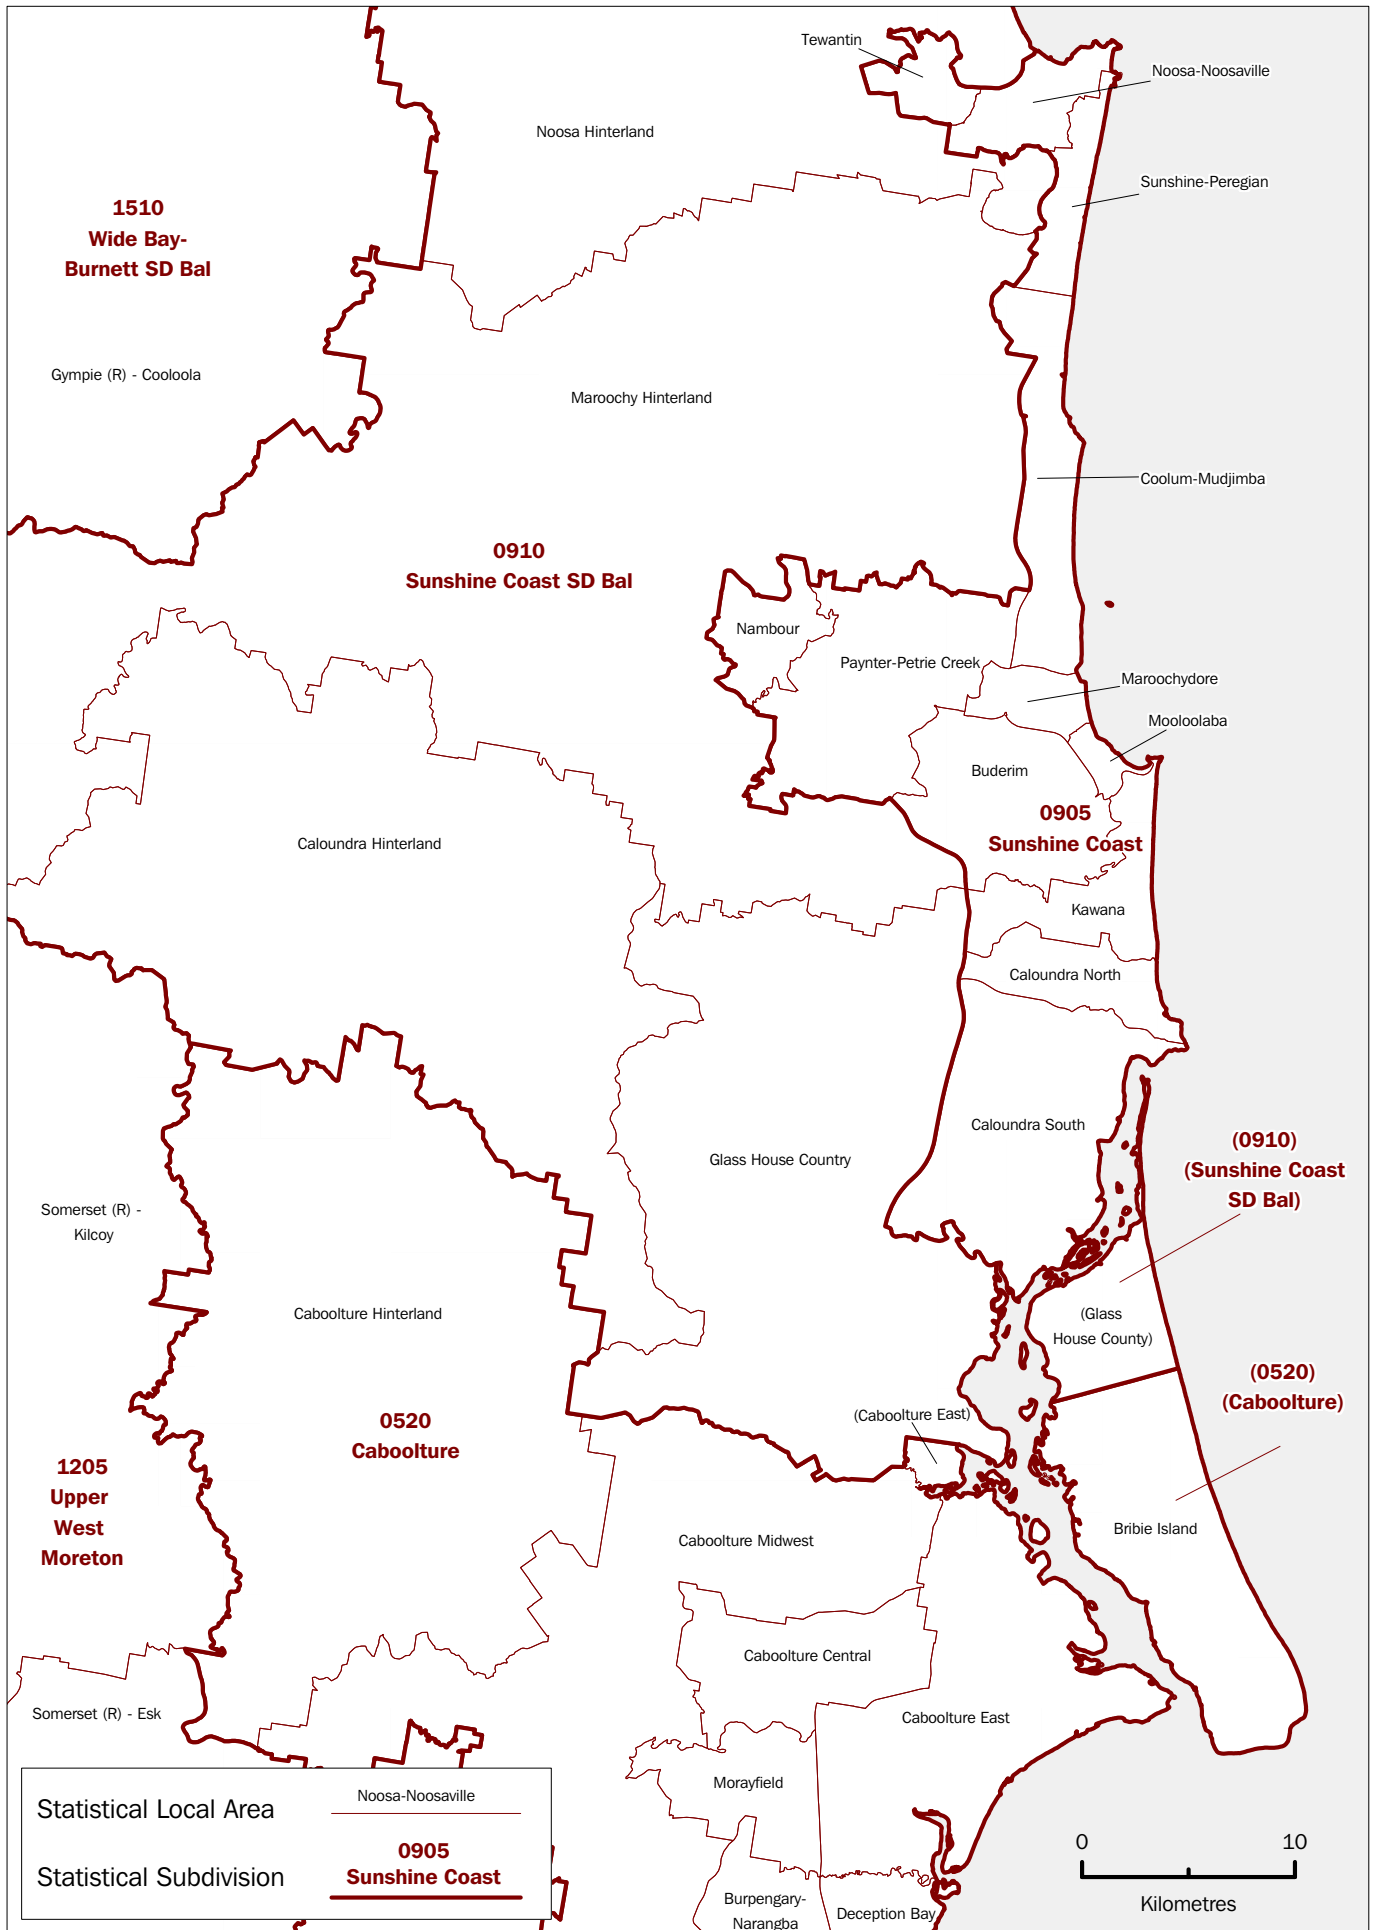 Tewantin
Noosa-Noosaville
Noosa Hinterland
Sunshine-Peregian
1510
Wide Bay-
Burnett SD Bal
Gympie (R) - Cooloola
Maroochy Hinterland
Coolum-Mudjimba
0910
Sunshine Coast SD Bal
Nambour
Paynter-Petrie Creek
Maroochydore
Mooloolaba
Buderim
0905
Sunshine Coast
Caloundra Hinterland
Kawana
Caloundra North
Caloundra South
Glass House Country
(0910)
(Sunshine Coast
SD Bal)
Somerset (R) -
Kilcoy
Caboolture Hinterland
(Glass
House County)
(0520)
(Caboolture)
(Caboolture East)
0520
Caboolture
1205
Upper
West
Moreton
Caboolture Midwest
Bribie Island
Caboolture Central
Somerset (R) - Esk
Caboolture East
Morayfield
Burpengary-
Narangba
Deception Bay
Statistical Local Area
Noosa-Noosaville
Statistical Subdivision
0905
Sunshine Coast
0 10
Kilometres